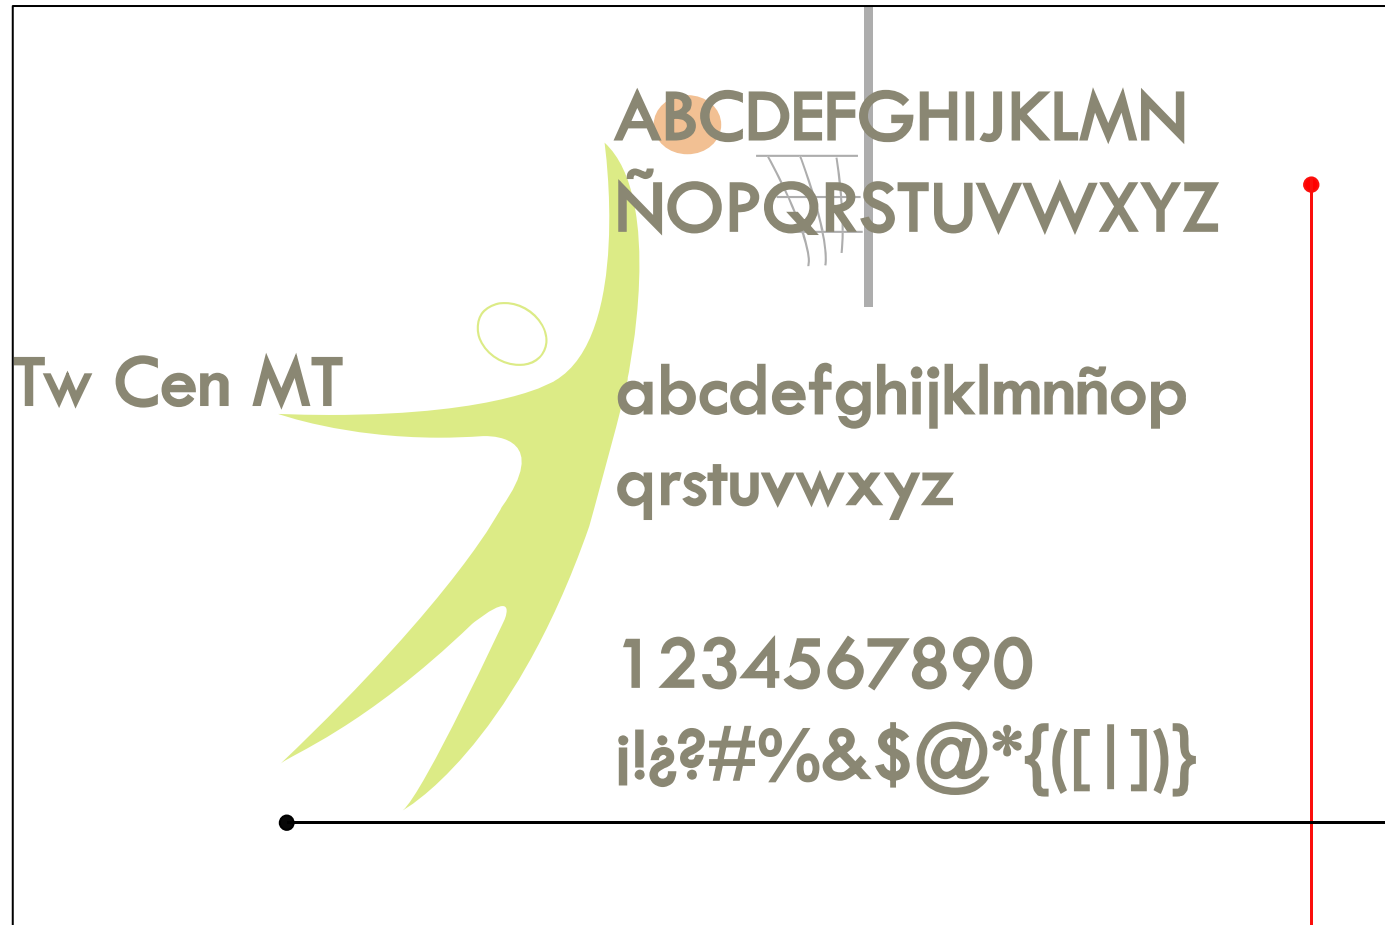 ABCDEFGHIJKLMN
ÑOPQRSTUVWXYZ
Tw Cen MT
abcdefghijklmnñop
qrstuvwxyz
1234567890
¡!¿?#%&$@*{([|])}